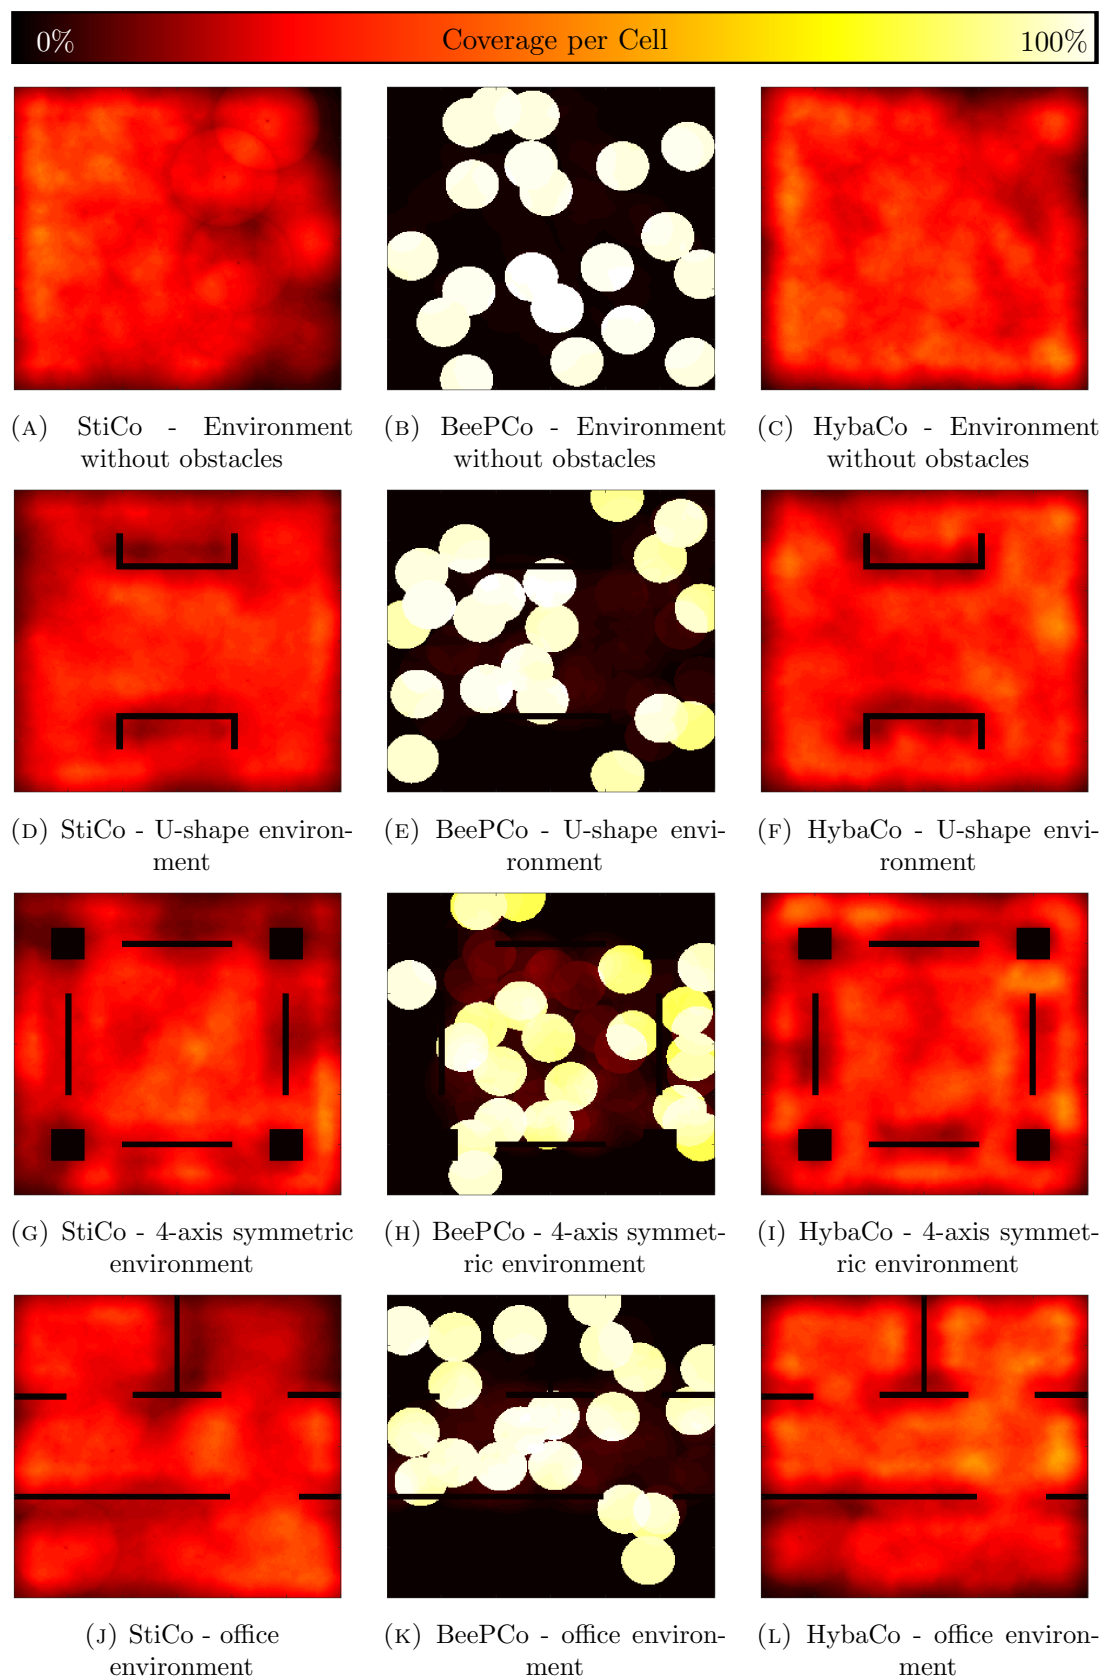 0% Coverage per Cell 100%
(A) StiCo - Environment
without obstacles
(B) BeePCo - Environment
without obstacles
(C) HybaCo - Environment
without obstacles
(D) StiCo - U-shape environ-
ment
(E) BeePCo - U-shape envi-
ronment
(F) HybaCo - U-shape envi-
ronment
(G) StiCo - 4-axis symmetric
environment
(H) BeePCo - 4-axis symmet-
ric environment
(I) HybaCo - 4-axis symmet-
ric environment
(J) StiCo - office
environment
(K) BeePCo - office environ-
ment
(L) HybaCo - office environ-
ment